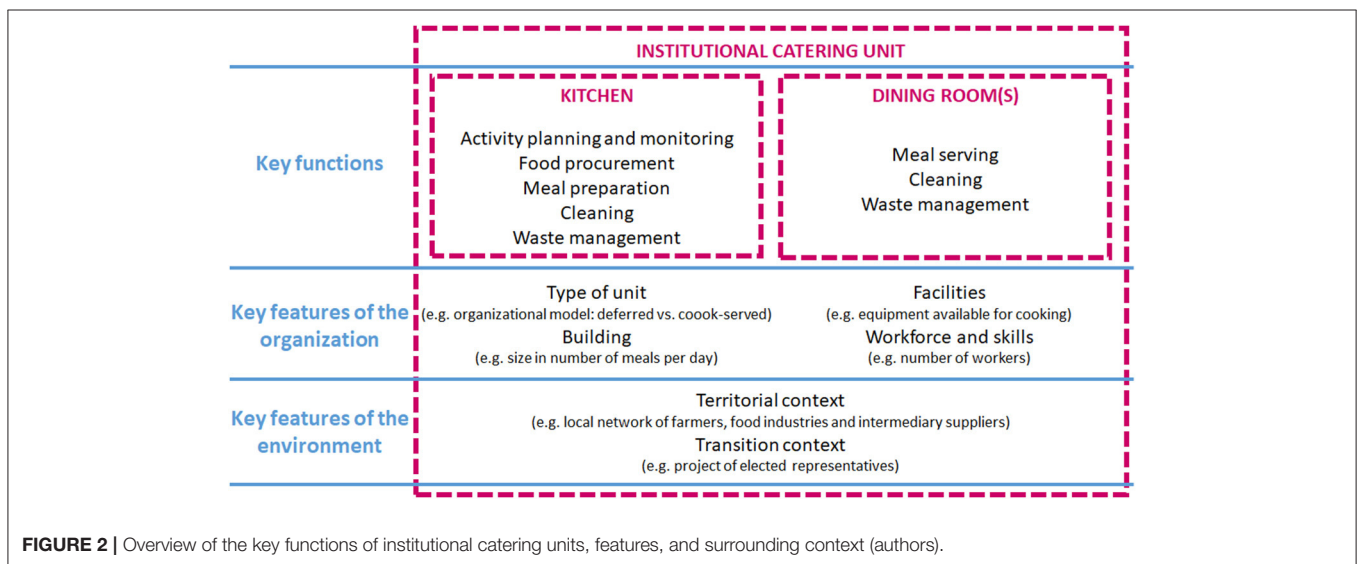 INSTITUTIONAL CATERING UNIT
KITCHEN
DINING ROOM(S)
Key functions
Activity planning and monitoring
Food procurement
Meal preparation
Cleaning
Waste management
Meal serving
Cleaning
Waste management
Key features of the
organization
Type of unit
(e.g. organizational model: deferred vs. coook-served)
Building
(e.g. size in number of meals per day)
Facilities
(e.g. equipment available for cooking)
Workforce and skills
(e.g. number of workers)
Key features of the
environment
Territorial context
(e.g. local network of farmers, food industries and intermediary suppliers)
Transition context
(e.g. project of elected representatives)
FIGURE 2 | Overview of the key functions of institutional catering units, features, and surrounding context (authors).